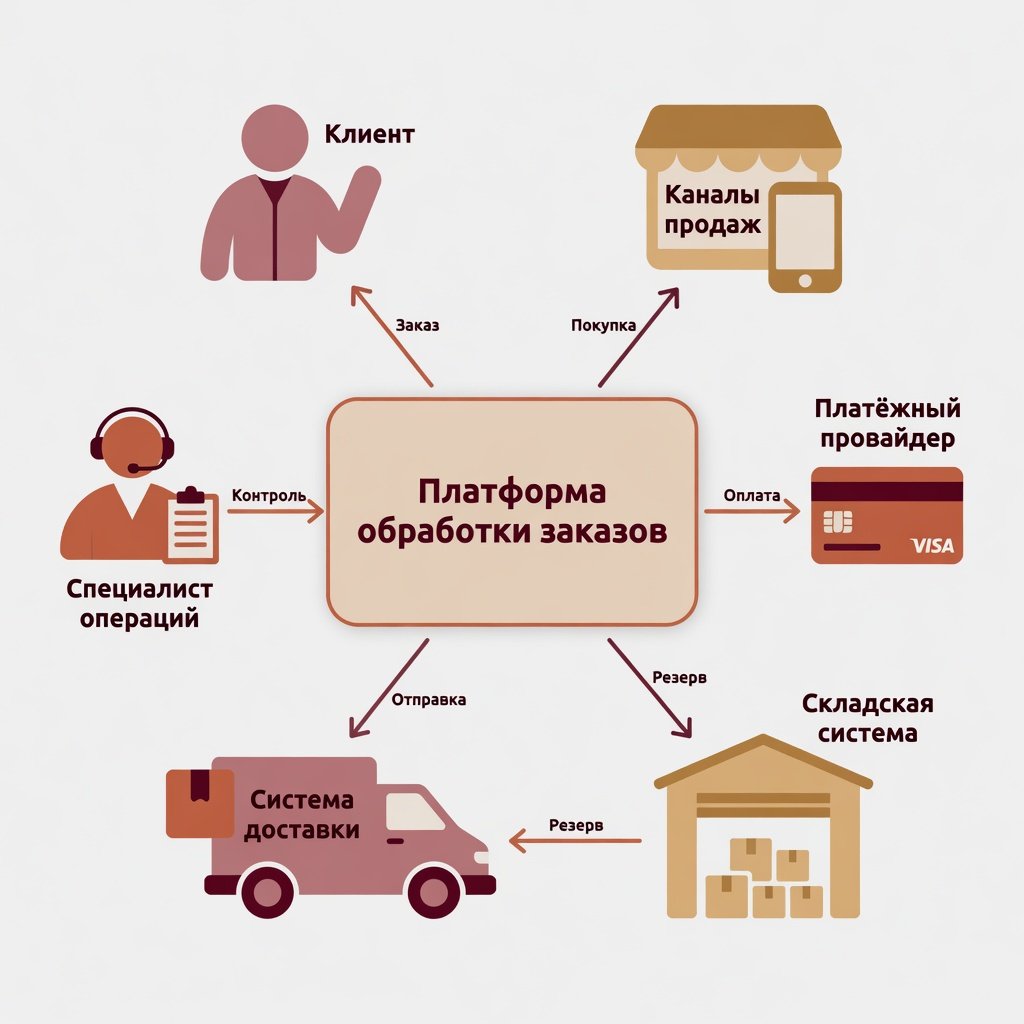 Клиент
Каналы
продаж
Заказ
Покупка
Платёжный
провайдер
Контроль
Платформа
обработки заказов
Оплата
VISA
Специалист
операций
Отправка
Резерв
Складская
система
Система
доставки
Резерв